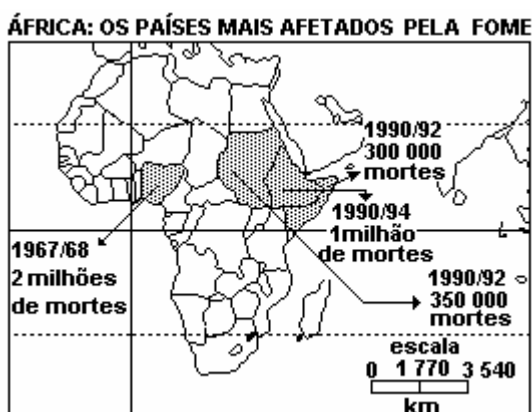 ÁFRICA: OS PAÍSES MAIS AFETADOS PELA FOME
1990/92
300 000
mortes
1990/94
1milhão
de mortes
1967/68
2 milhões
de mortes
1990/92
350 000
mortes
escala
0 1 770 3 540
km